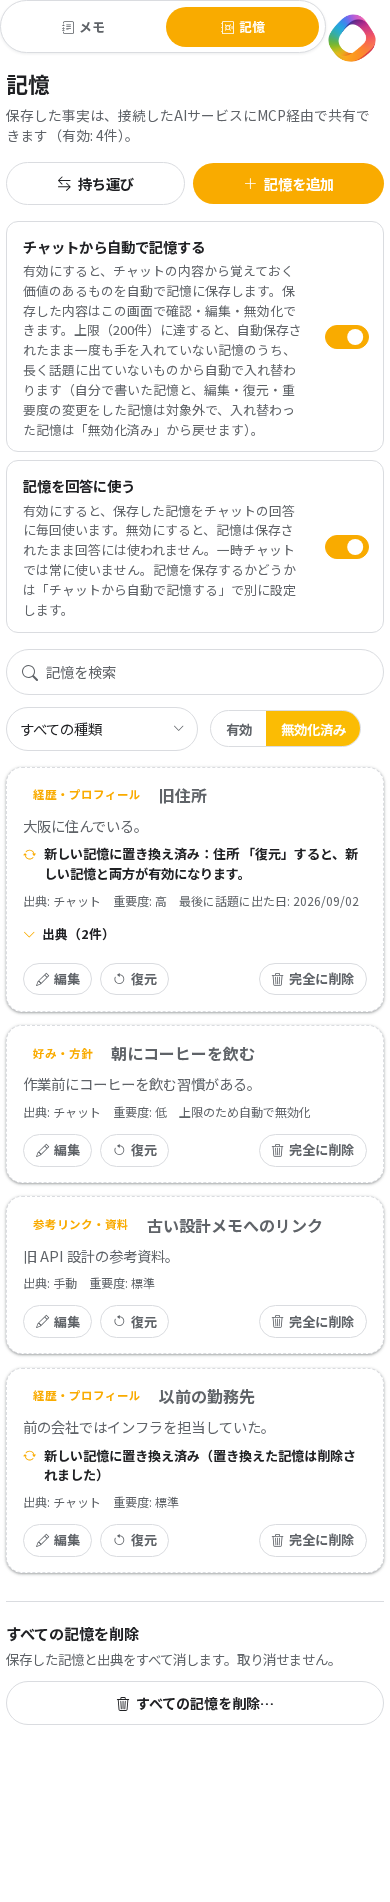 メモ
記憶
記憶
保存した事実は、接続したAIサービスにMCP経由で共有で
きます（有効: 4件）。
持ち運び
記憶を追加
チャットから自動で記憶する
有効にすると、チャットの内容から覚えておく
価値のあるものを自動で記憶に保存します。保
存した内容はこの画面で確認・編集・無効化で
きます。上限（200件）に達すると、自動保存さ
れたまま一度も手を入れていない記憶のうち、
長く話題に出ていないものから自動で入れ替わ
ります（自分で書いた記憶と、編集・復元・重
要度の変更をした記憶は対象外で、入れ替わっ
た記憶は「無効化済み」から戻せます）。
記憶を回答に使う
有効にすると、保存した記憶をチャットの回答
に毎回使います。無効にすると、記憶は保存さ
れたまま回答には使われません。一時チャット
では常に使いません。記憶を保存するかどうか
は「チャットから自動で記憶する」で別に設定
します。
記憶を検索
すべての種類
有効
無効化済み
経歴・プロフィール 旧住所
大阪に住んでいる。
新しい記憶に置き換え済み：住所 「復元」すると、新
しい記憶と両方が有効になります。
出典: チャット 重要度: 高 最後に話題に出た日: 2026/09/02
出典（2件）
編集
復元
完全に削除
好み・方針 朝にコーヒーを飲む
作業前にコーヒーを飲む習慣がある。
出典: チャット 重要度: 低 上限のため自動で無効化
編集
復元
完全に削除
参考リンク・資料 古い設計メモへのリンク
旧 API 設計の参考資料。
出典: 手動 重要度: 標準
編集
復元
完全に削除
経歴・プロフィール 以前の勤務先
前の会社ではインフラを担当していた。
新しい記憶に置き換え済み（置き換えた記憶は削除さ
れました）
出典: チャット 重要度: 標準
編集
復元
完全に削除
すべての記憶を削除
保存した記憶と出典をすべて消します。取り消せません。
すべての記憶を削除…